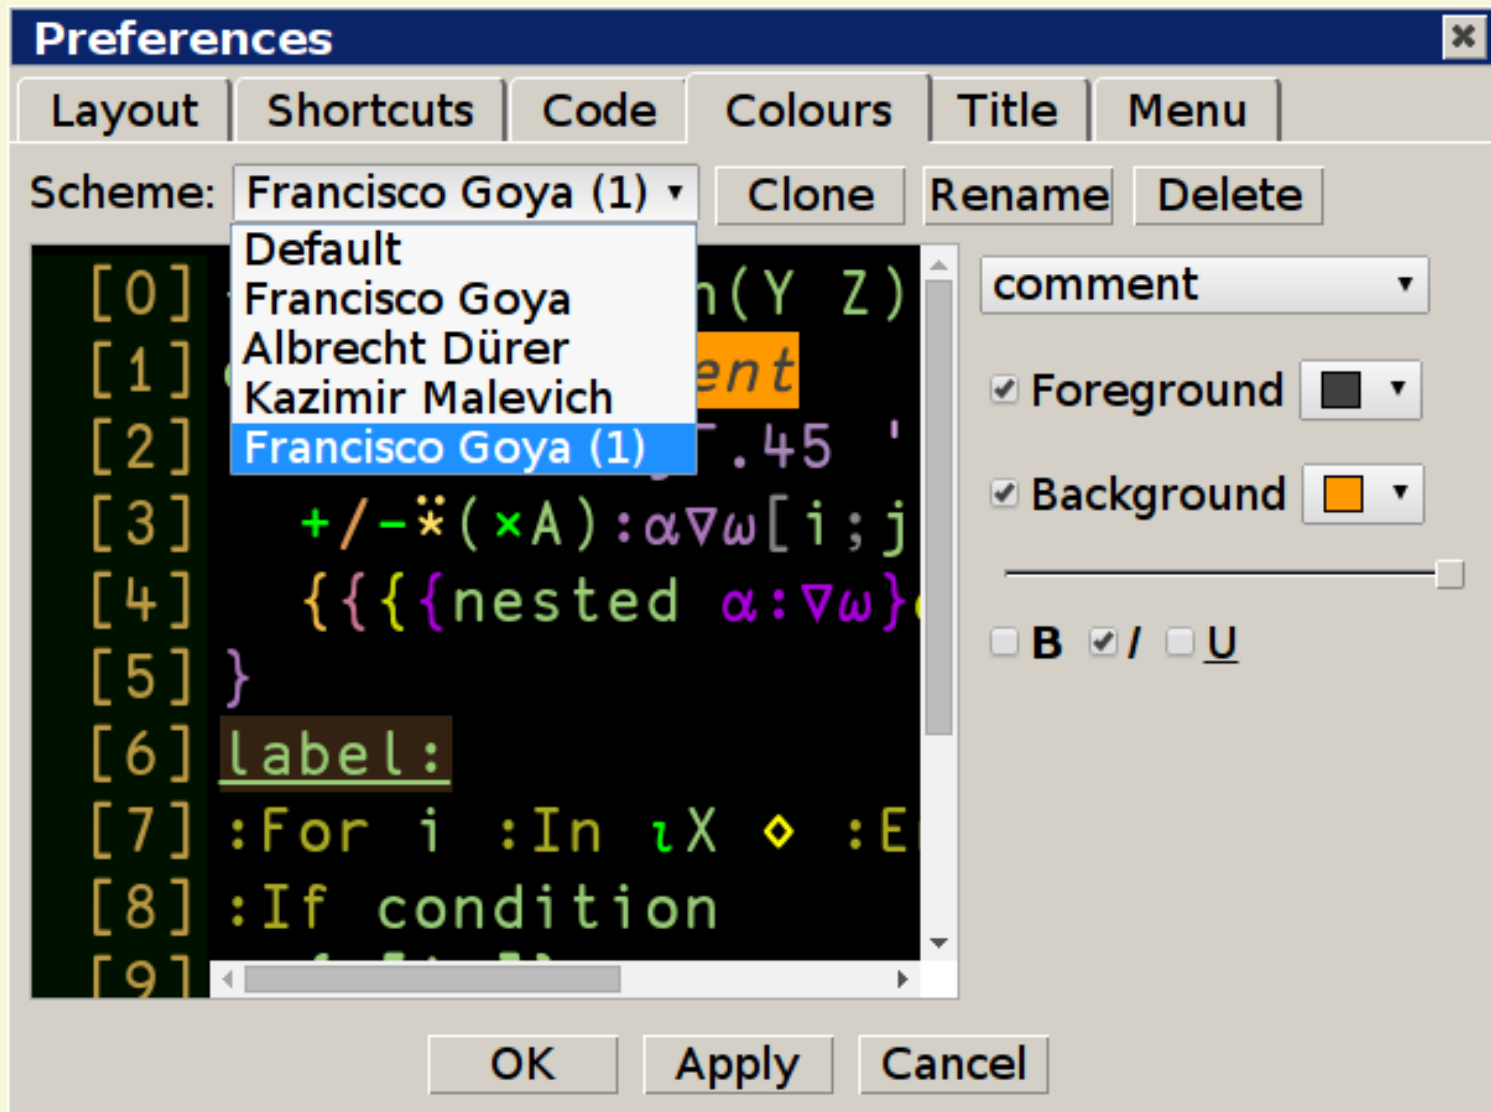 Preferences
Layout Shortcuts Code Colours Title Menu
Scheme: Francisco Goya (1) Clone Rename Delete
Default
Francisco Goya
Albrecht Dürer
Kazimir Malevich
Francisco Goya (1)
comment
Foreground
Background
B I U
[0] (Y Z)
[1]
[2] .45 '
[3] +/-⍣(×A):⍺∇⍵[i;j
[4] {{{{nested ⍺:∇⍵}
[5] }
[6] label:
[7] :For i :In ⍳X ⋄ :E
[8] :If condition
[9]
OK Apply Cancel